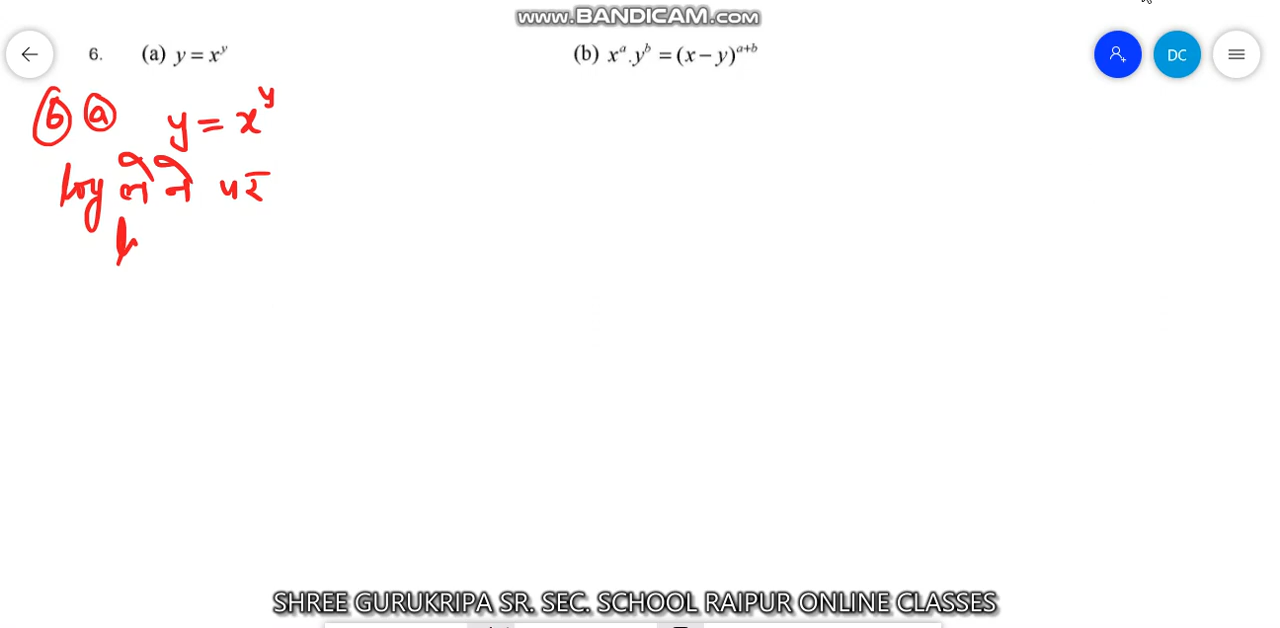 www.BANDICAM.com
6. (a) y = x^y (b) x^a . y^b = (x − y)^{a+b}
DC
6 a y = x^y
log लेने पर
SHREE GURUKRIPA SR. SEC. SCHOOL RAIPUR ONLINE CLASSES